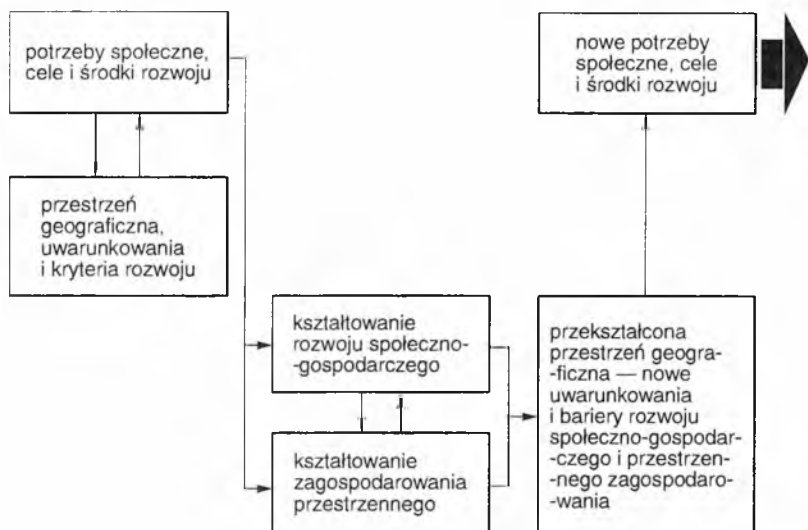 potrzeby społeczne,
cele i środki rozwoju
nowe potrzeby
społeczne, cele
i środki rozwoju
przestrzeń
geograficzna,
uwarunkowania
i kryteria rozwoju
kształtowanie
rozwoju społeczno-
-gospodarczego
przekształcona
przestrzeń geogra-
-ficzna — nowe
uwarunkowania
i bariery rozwoju
społeczno-gospodar-
-czego i przestrzen-
-nego zagospodaro-
-wania
kształtowanie
zagospodarowania
przestrzennego